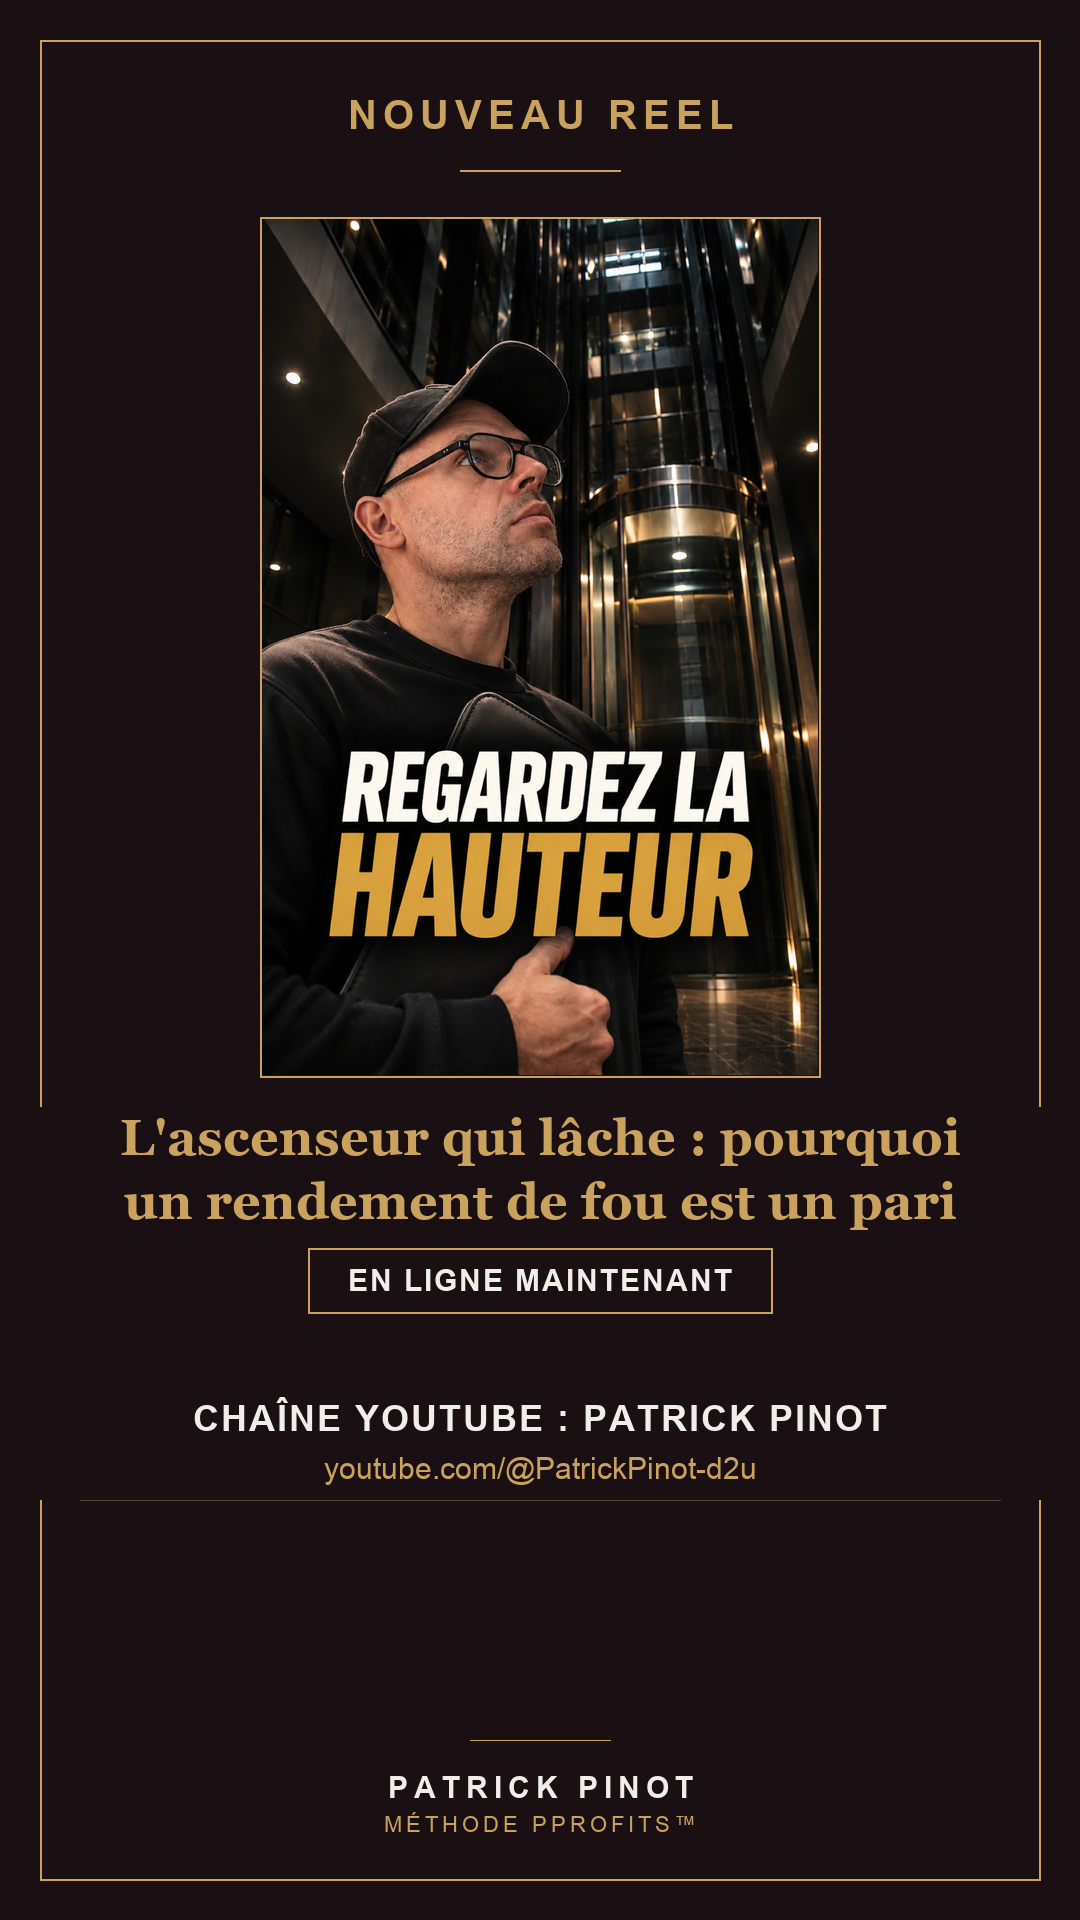 NOUVEAU REEL
REGARDEZ LA
HAUTEUR
L'ascenseur qui lâche : pourquoi
un rendement de fou est un pari
EN LIGNE MAINTENANT
CHAÎNE YOUTUBE : PATRICK PINOT
youtube.com/@PatrickPinot-d2u
PATRICK PINOT
MÉTHODE PPROFITS™